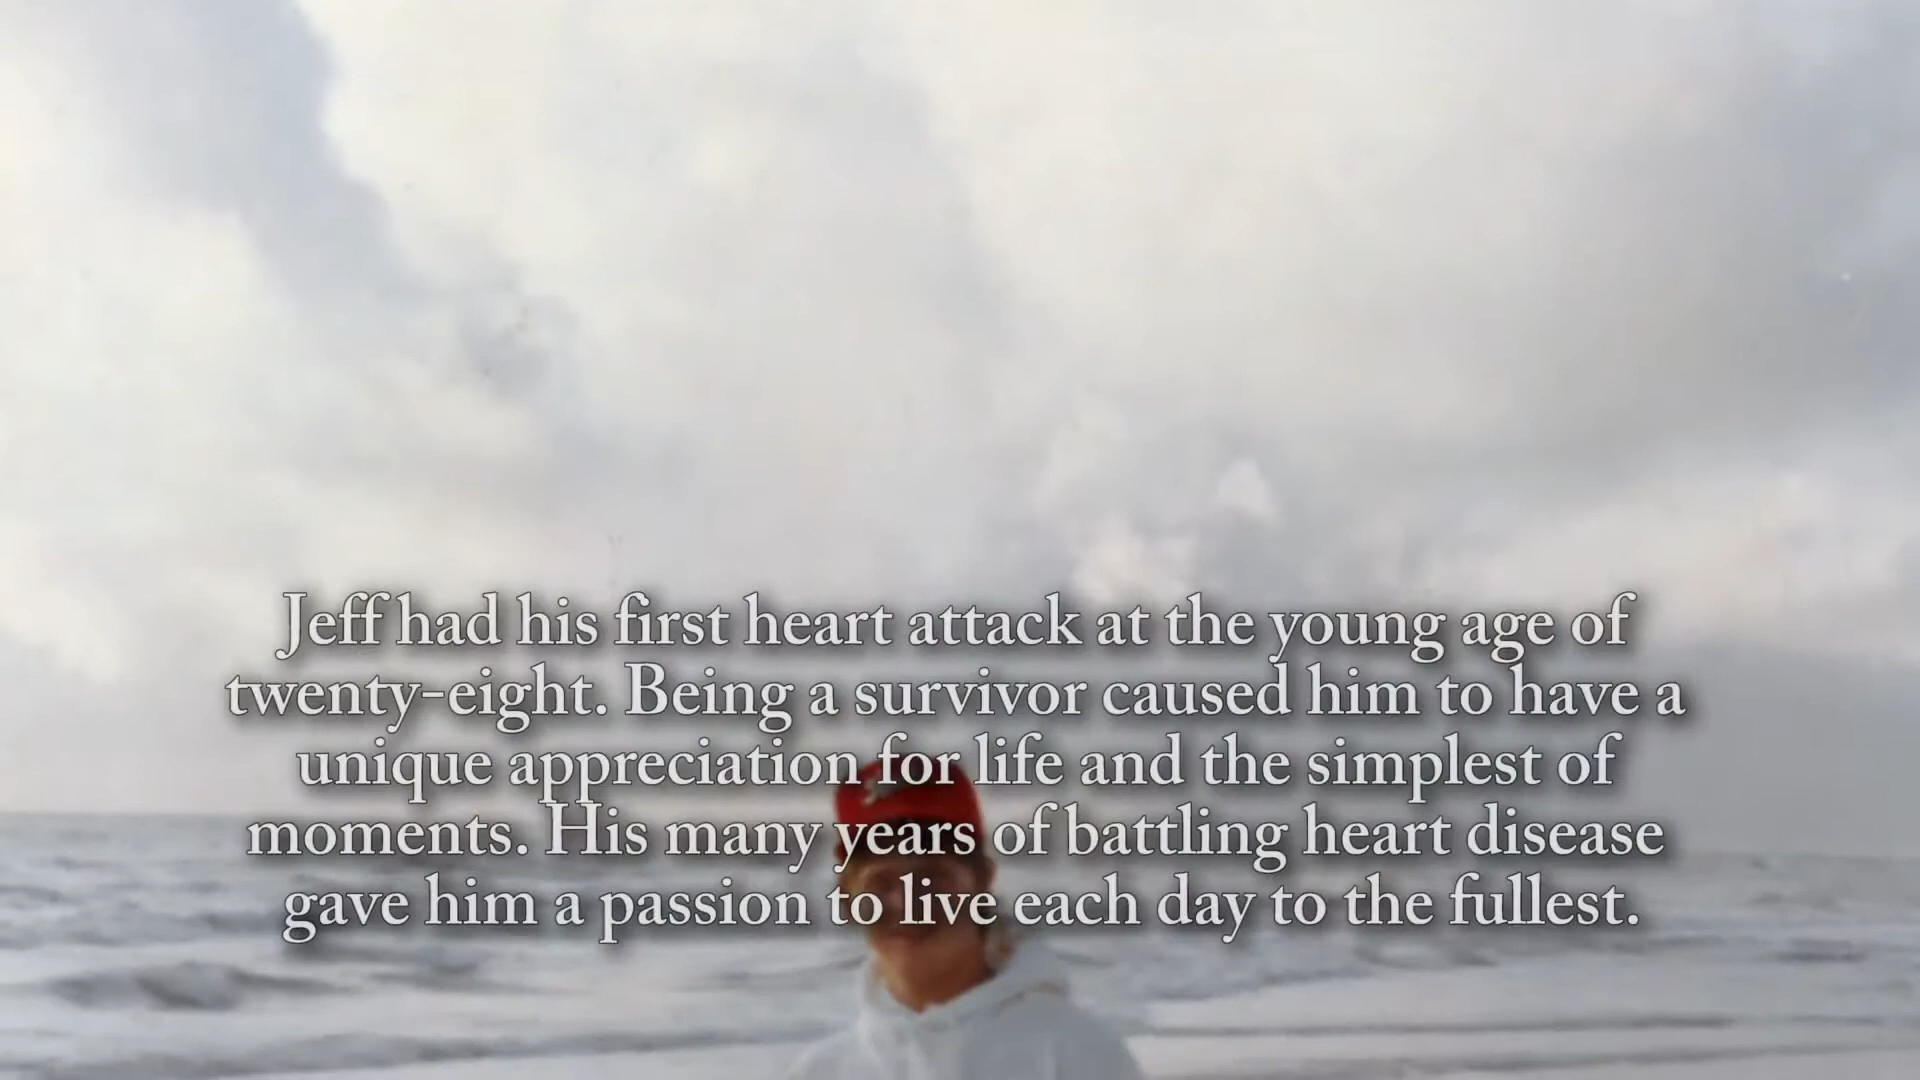 Jeff had his first heart attack at the young age of
twenty-eight. Being a survivor caused him to have a
unique appreciation for life and the simplest of
moments. His many years of battling heart disease
gave him a passion to live each day to the fullest.